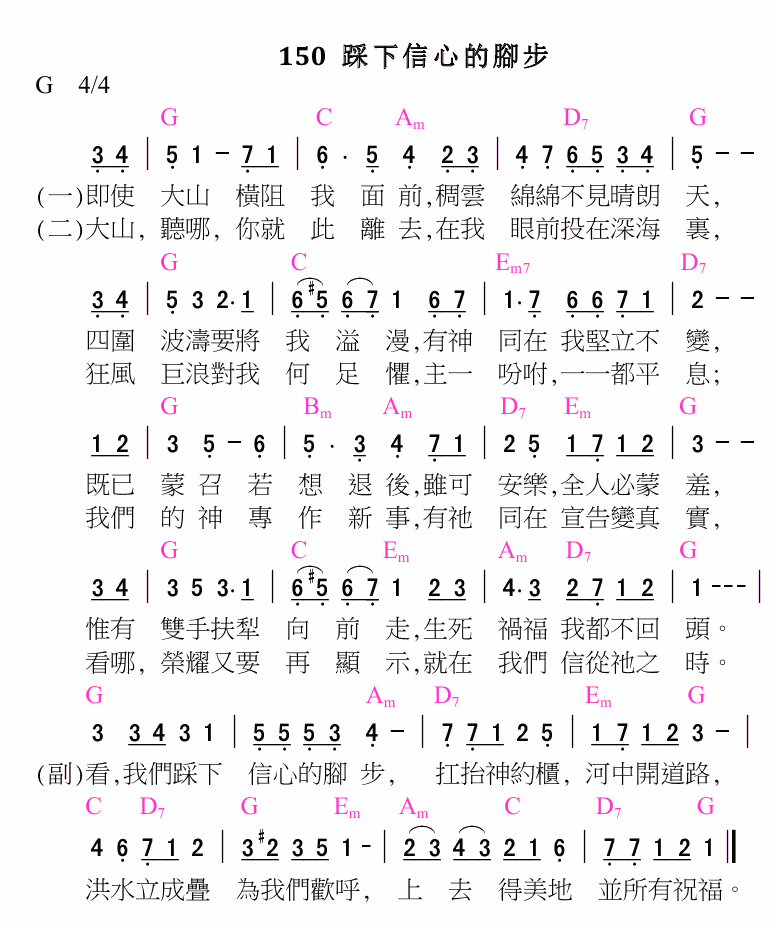 150 踩下信心的腳步
G 4/4
G C Am D7 G
3 4 | 5 1 - 7 1 | 6 · 5 4 2 3 | 4 7 6 5 3 4 | 5 - -
(一)即使 大山 橫阻 我 面 前,稠雲 綿綿不見晴朗 天,
(二)大山, 聽哪, 你就 此 離 去,在我 眼前投在深海 裏,
G C Em7 D7
3 4 | 5 3 2· 1 | 6 #5 6 7 1 6 7 | 1· 7 6 6 7 1 | 2 - -
四圍 波濤要將 我 溢 漫,有神 同在 我堅立不 變,
狂風 巨浪對我 何 足 懼,主一 吩咐,一一都平 息;
G Bm Am D7 Em G
1 2 | 3 5 - 6 | 5 · 3 4 7 1 | 2 5 1 7 1 2 | 3 - -
既已 蒙 召 若 想 退 後,雖可 安樂,全人必蒙 羞,
我們 的 神 專 作 新 事,有祂 同在 宣告變真 實,
G C Em Am D7 G
3 4 | 3 5 3· 1 | 6 #5 6 7 1 2 3 | 4· 3 2 7 1 2 | 1 - - - |
惟有 雙手扶犁 向 前 走,生死 禍福 我都不回 頭。
看哪, 榮耀又要 再 顯 示,就在 我們 信從祂之 時。
G Am D7 Em G
3 3 4 3 1 | 5 5 5 3 4 - | 7 7 1 2 5 | 1 7 1 2 3 - |
(副)看,我們踩下 信心的腳 步, 扛抬神約櫃, 河中開道路,
C D7 G Em Am C D7 G
4 6 7 1 2 | 3 #2 3 5 1 - | 2 3 4 3 2 1 6 | 7 7 1 2 1 ‖
洪水立成疊 為我們歡呼, 上 去 得美地 並所有祝福。